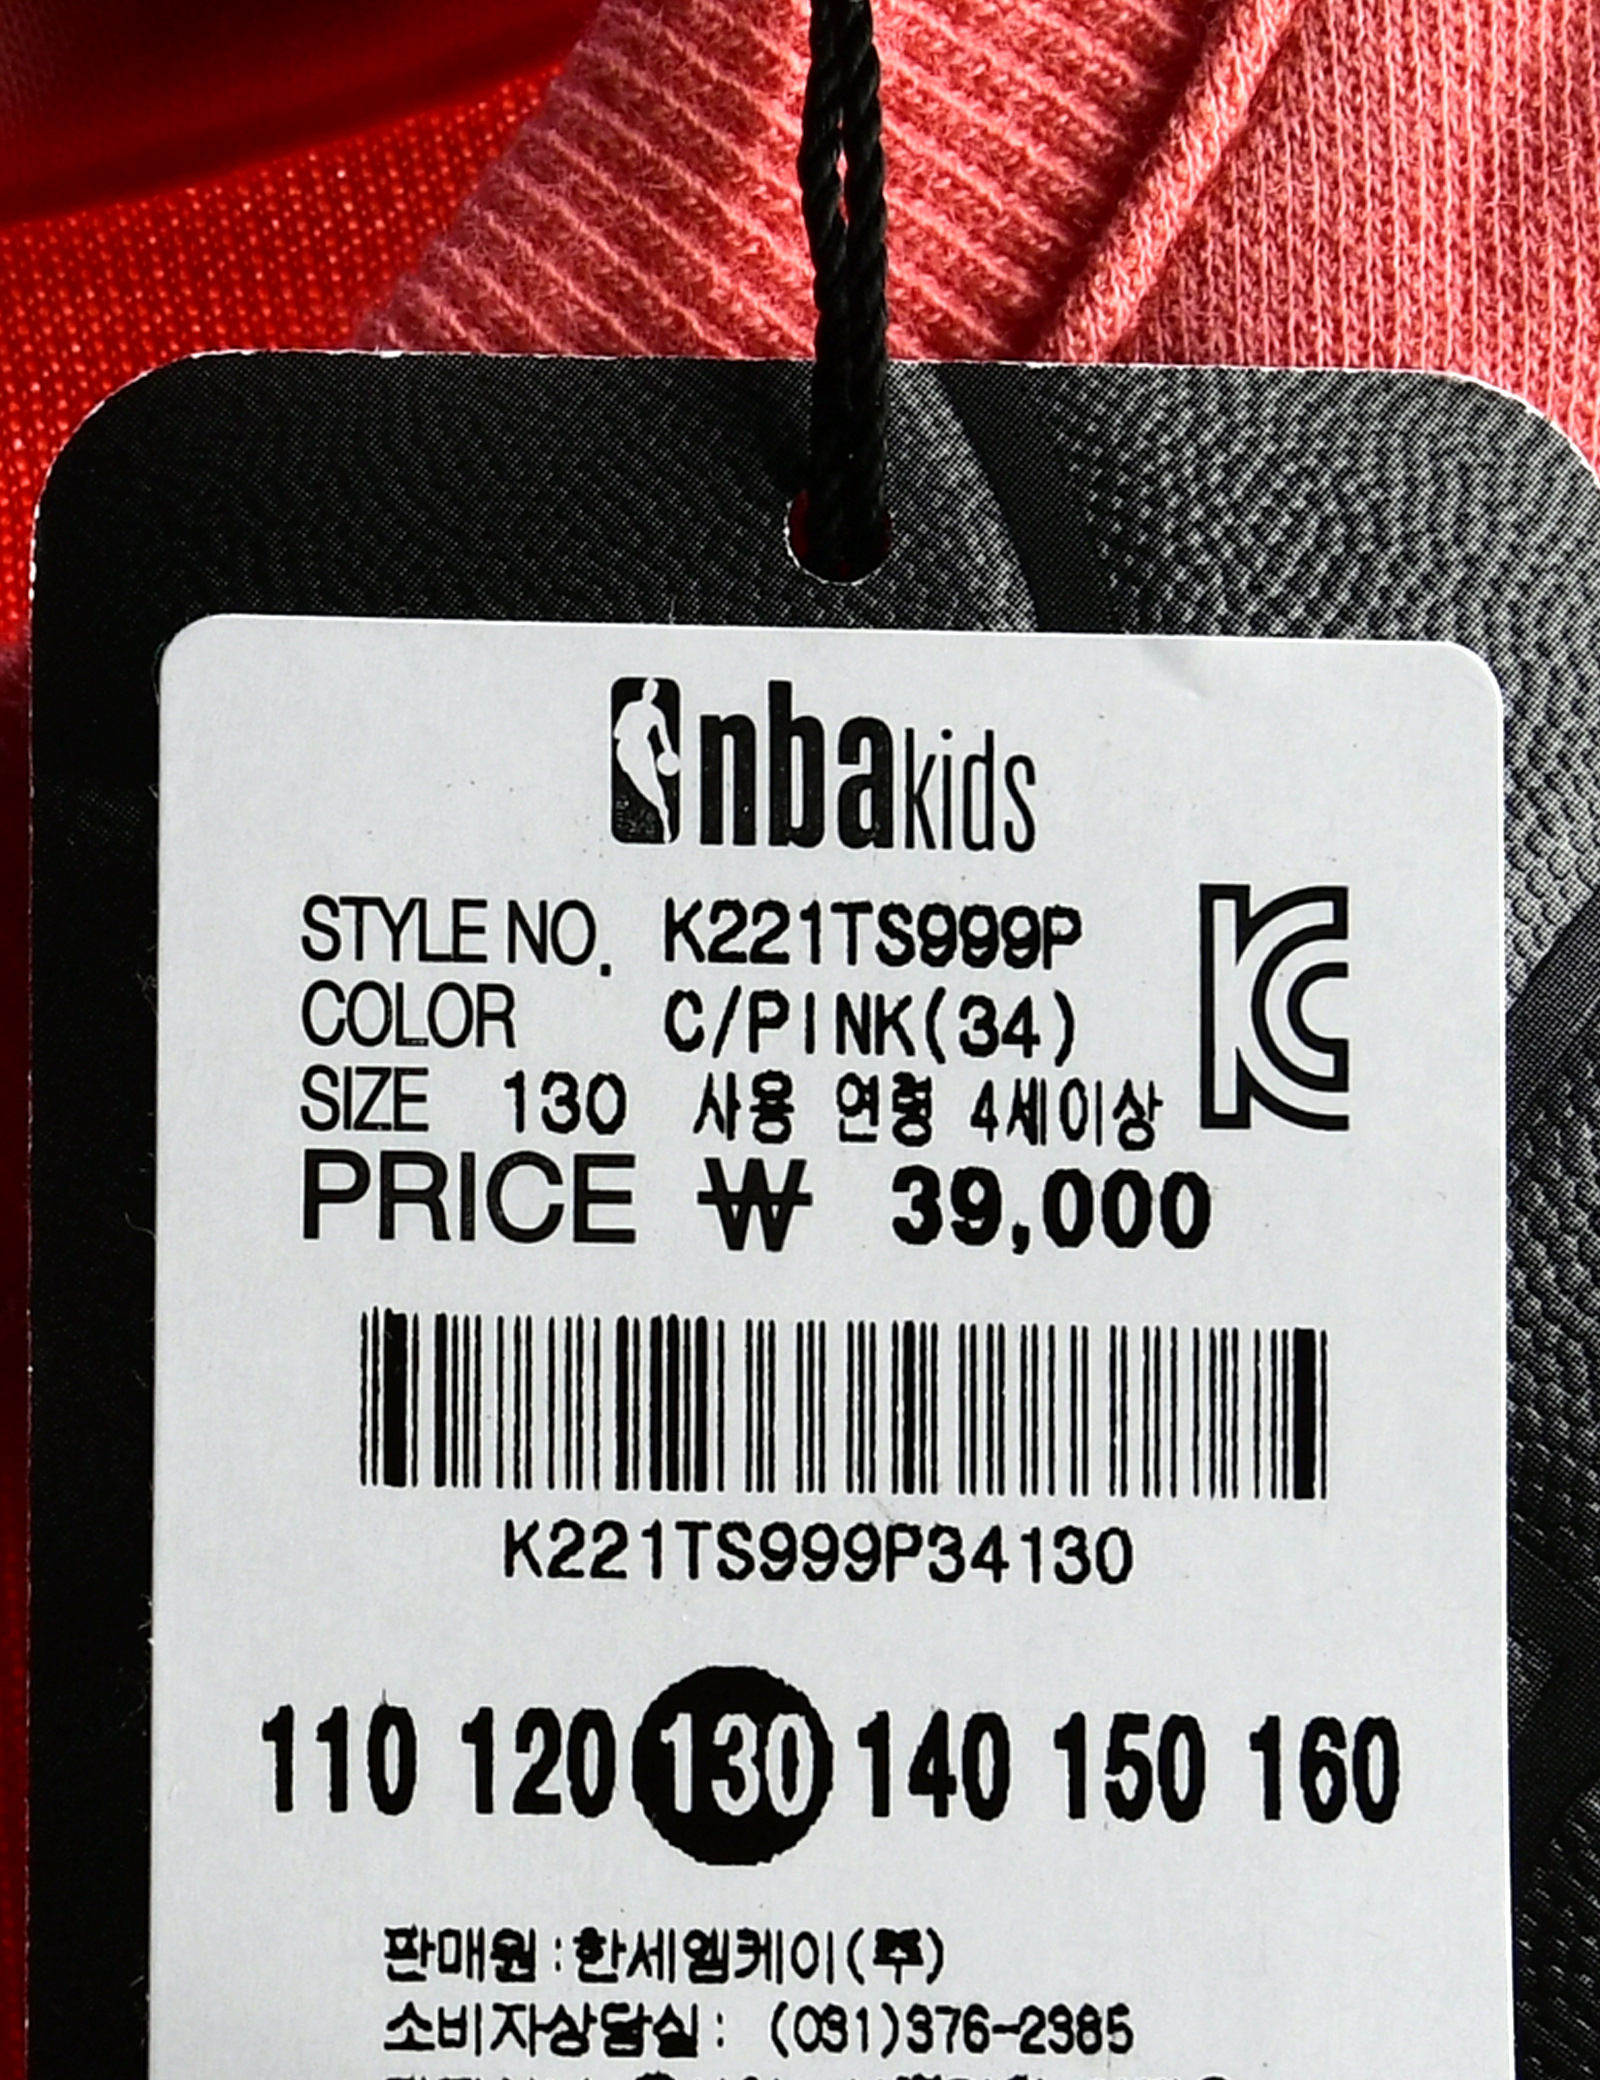 nbakids
STYLE NO. K221TS999P
COLOR C/PINK(34)
SIZE 130 사용 연령 4세이상
PRICE ₩ 39,000
K221TS999P34130
110 120 130 140 150 160
판매원:한세엠케이(주)
소비자상담실: (031)376-2385